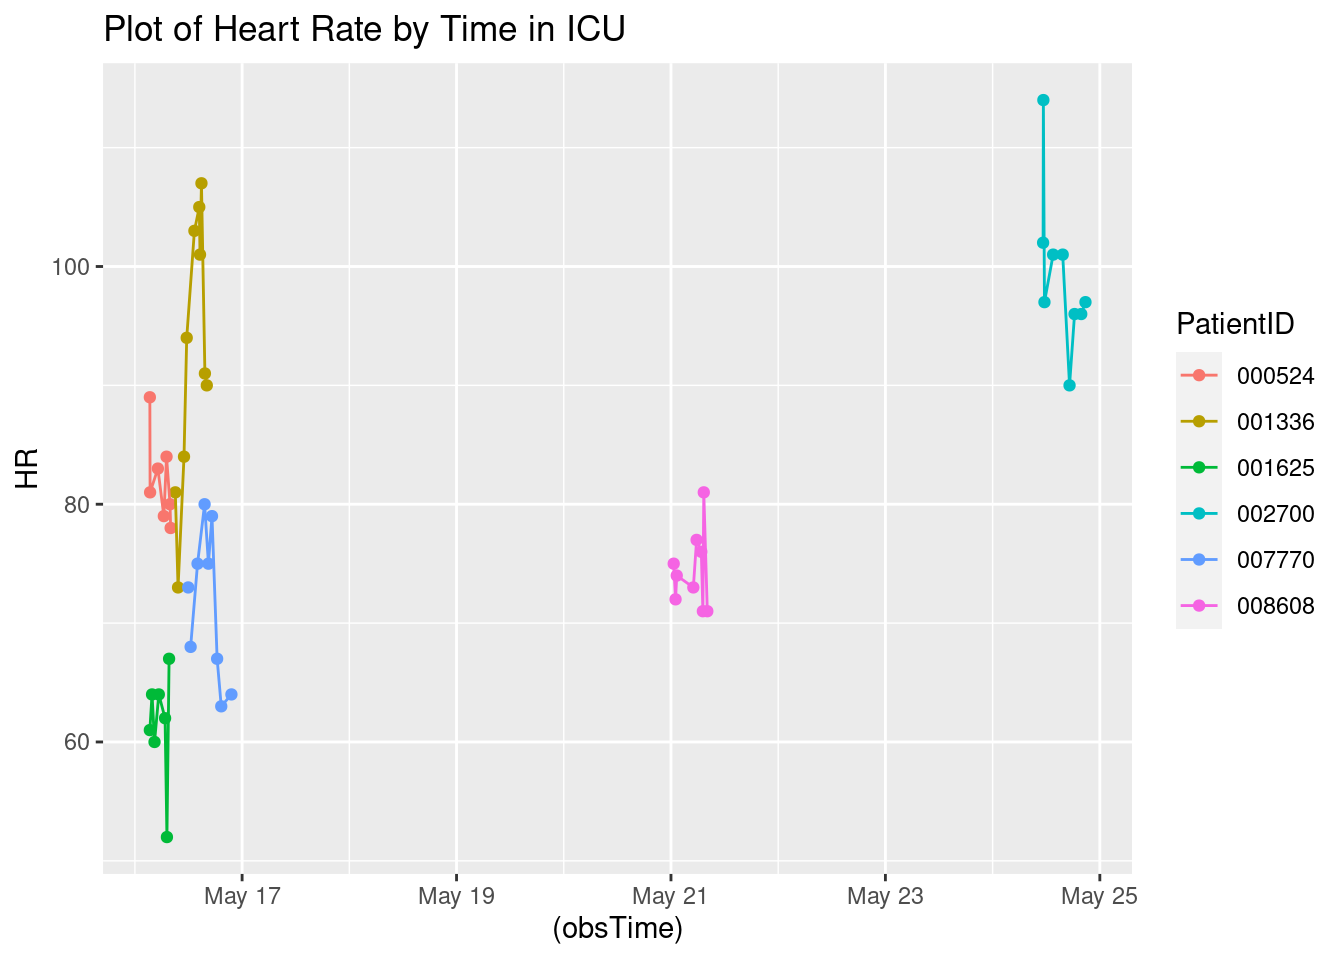 Plot of Heart Rate by Time in ICU
HR
100
80
60
May 17
May 19
May 21
May 23
May 25
(obsTime)
PatientID
000524
001336
001625
002700
007770
008608